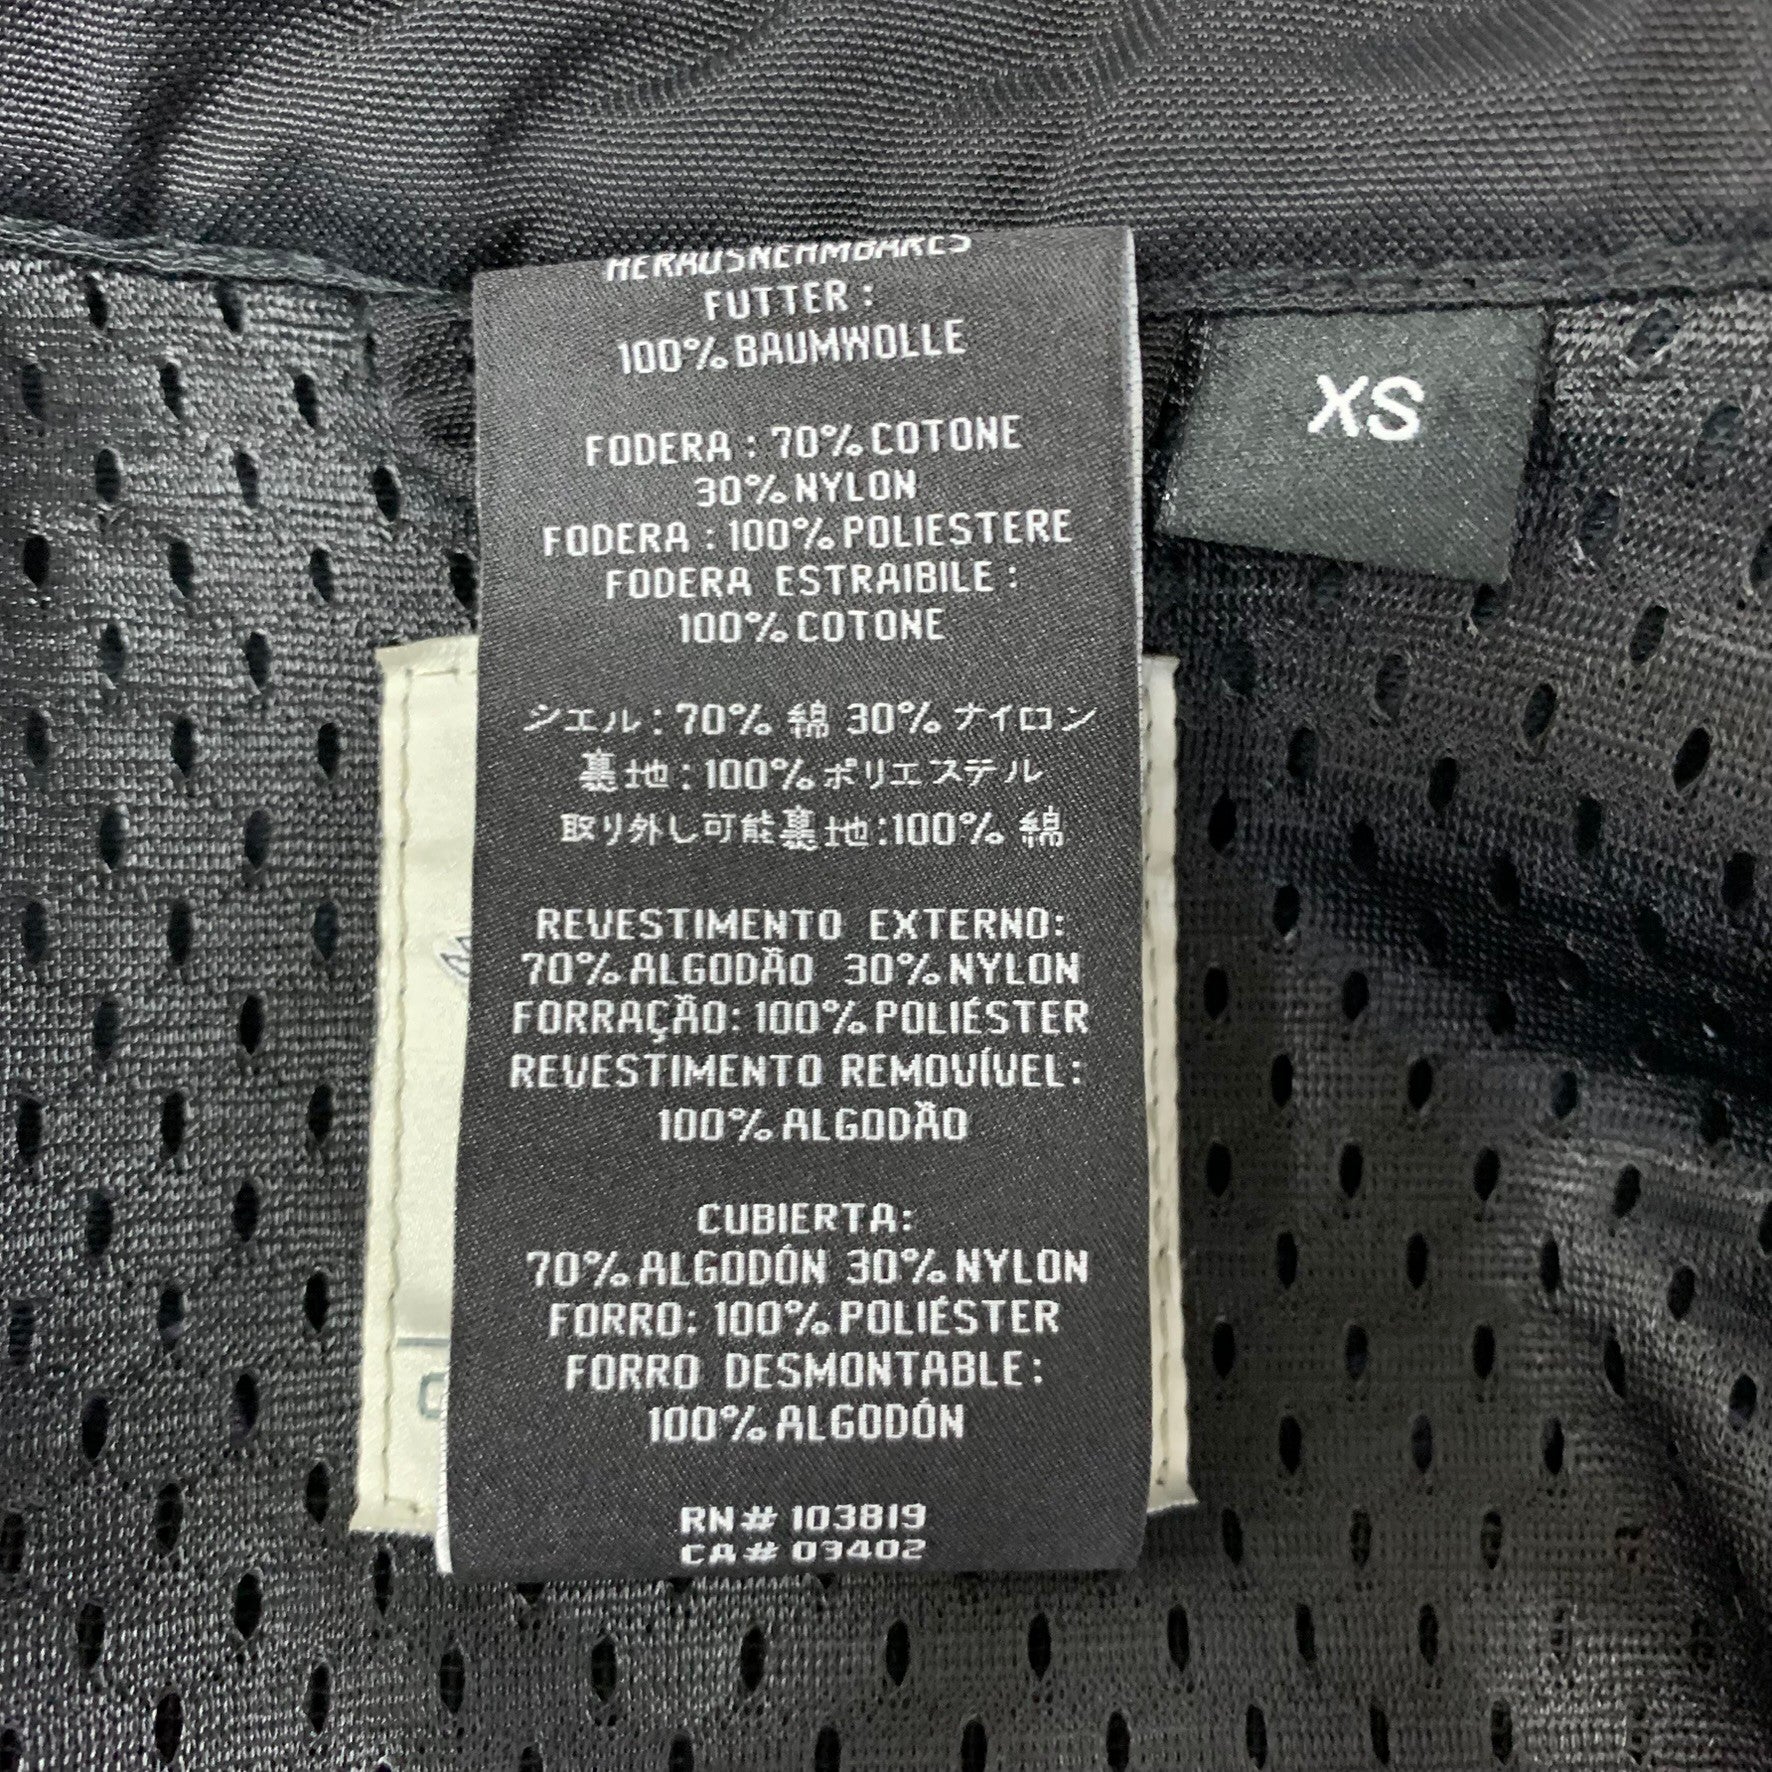 HERAUSNEHMBARES
FUTTER :
100% BAUMWOLLE
FODERA : 70% COTONE
30% NYLON
FODERA : 100% POLIESTERE
FODERA ESTRAIBILE :
100% COTONE
シエル : 70% 綿 30% ナイロン
裏地 : 100% ポリエステル
取り外し可能裏地 : 100% 綿
REVESTIMENTO EXTERNO:
70% ALGODÃO 30% NYLON
FORRAÇÃO: 100% POLIÉSTER
REVESTIMENTO REMOVÍVEL:
100% ALGODÃO
CUBIERTA:
70% ALGODÓN 30% NYLON
FORRO: 100% POLIÉSTER
FORRO DESMONTABLE:
100% ALGODÓN
RN# 103819
CA# 03402
XS